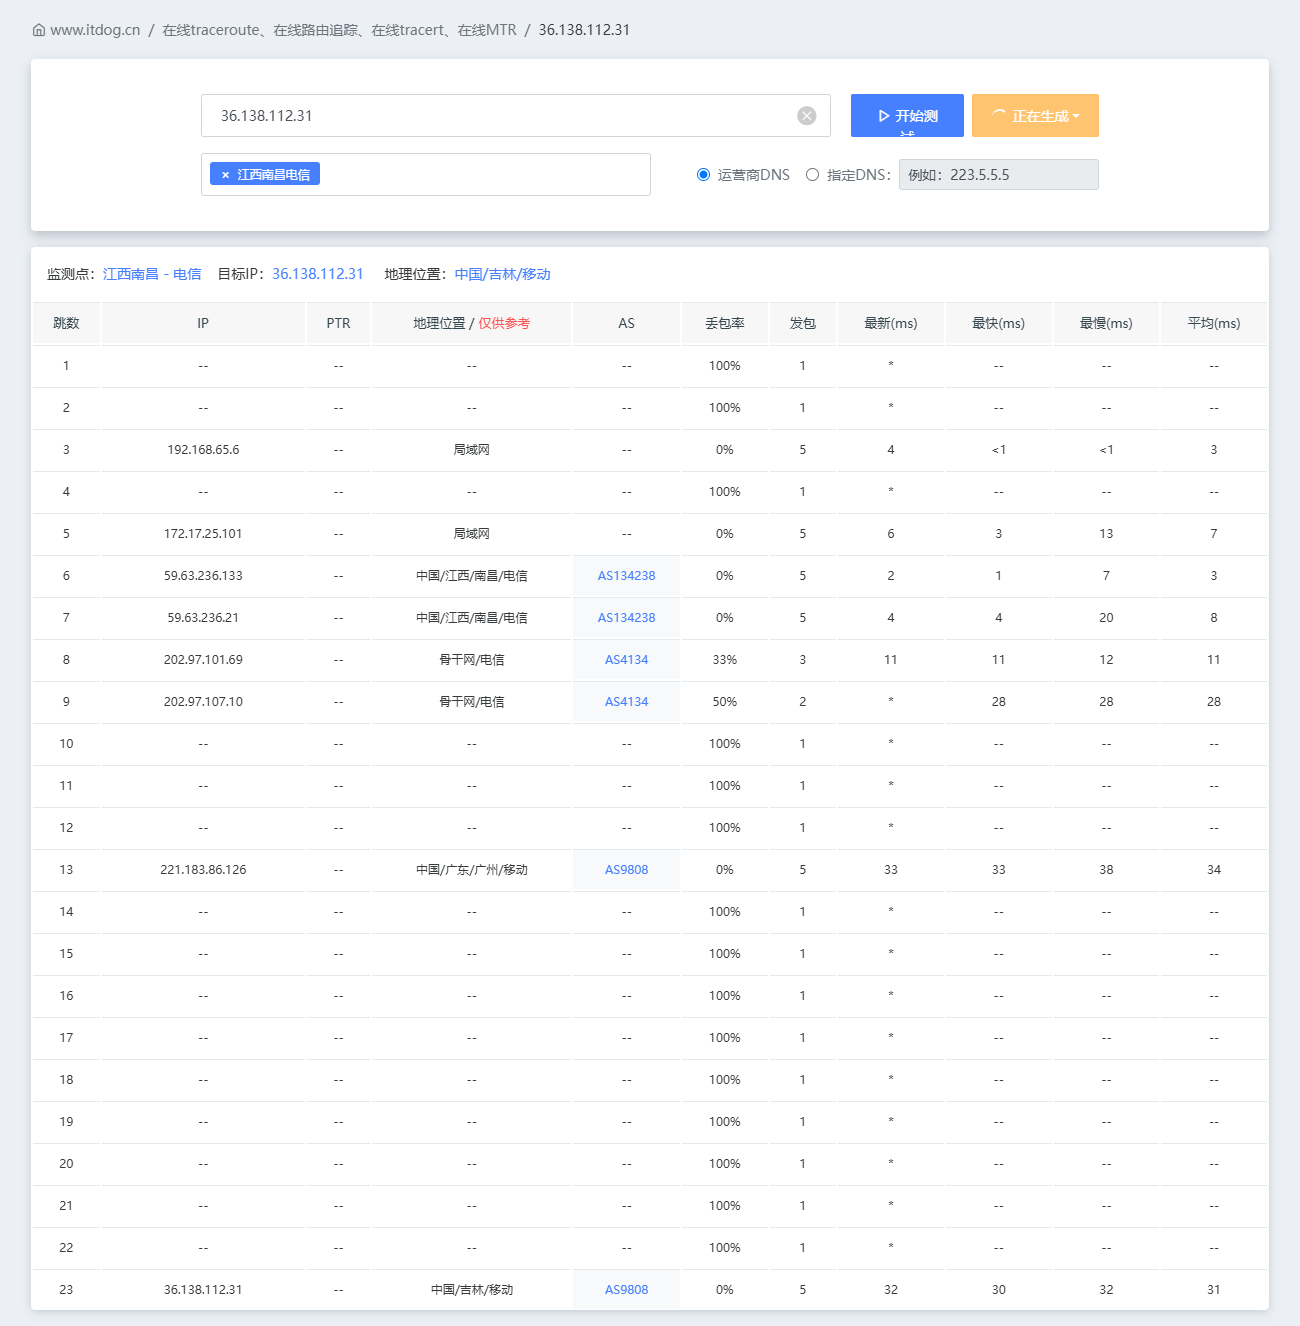 www.itdog.cn / 在线traceroute、在线路由追踪、在线tracert、在线MTR / 36.138.112.31
36.138.112.31 开始测试 正在生成
× 江西南昌电信 运营商DNS 指定DNS： 例如：223.5.5.5
监测点：江西南昌 - 电信 目标IP：36.138.112.31 地理位置：中国/吉林/移动
跳数 IP PTR 地理位置 / 仅供参考 AS 丢包率 发包 最新(ms) 最快(ms) 最慢(ms) 平均(ms)
1 -- -- -- -- 100% 1 * -- -- --
2 -- -- -- -- 100% 1 * -- -- --
3 192.168.65.6 -- 局域网 -- 0% 5 4 <1 <1 3
4 -- -- -- -- 100% 1 * -- -- --
5 172.17.25.101 -- 局域网 -- 0% 5 6 3 13 7
6 59.63.236.133 -- 中国/江西/南昌/电信 AS134238 0% 5 2 1 7 3
7 59.63.236.21 -- 中国/江西/南昌/电信 AS134238 0% 5 4 4 20 8
8 202.97.101.69 -- 骨干网/电信 AS4134 33% 3 11 11 12 11
9 202.97.107.10 -- 骨干网/电信 AS4134 50% 2 * 28 28 28
10 -- -- -- -- 100% 1 * -- -- --
11 -- -- -- -- 100% 1 * -- -- --
12 -- -- -- -- 100% 1 * -- -- --
13 221.183.86.126 -- 中国/广东/广州/移动 AS9808 0% 5 33 33 38 34
14 -- -- -- -- 100% 1 * -- -- --
15 -- -- -- -- 100% 1 * -- -- --
16 -- -- -- -- 100% 1 * -- -- --
17 -- -- -- -- 100% 1 * -- -- --
18 -- -- -- -- 100% 1 * -- -- --
19 -- -- -- -- 100% 1 * -- -- --
20 -- -- -- -- 100% 1 * -- -- --
21 -- -- -- -- 100% 1 * -- -- --
22 -- -- -- -- 100% 1 * -- -- --
23 36.138.112.31 -- 中国/吉林/移动 AS9808 0% 5 32 30 32 31